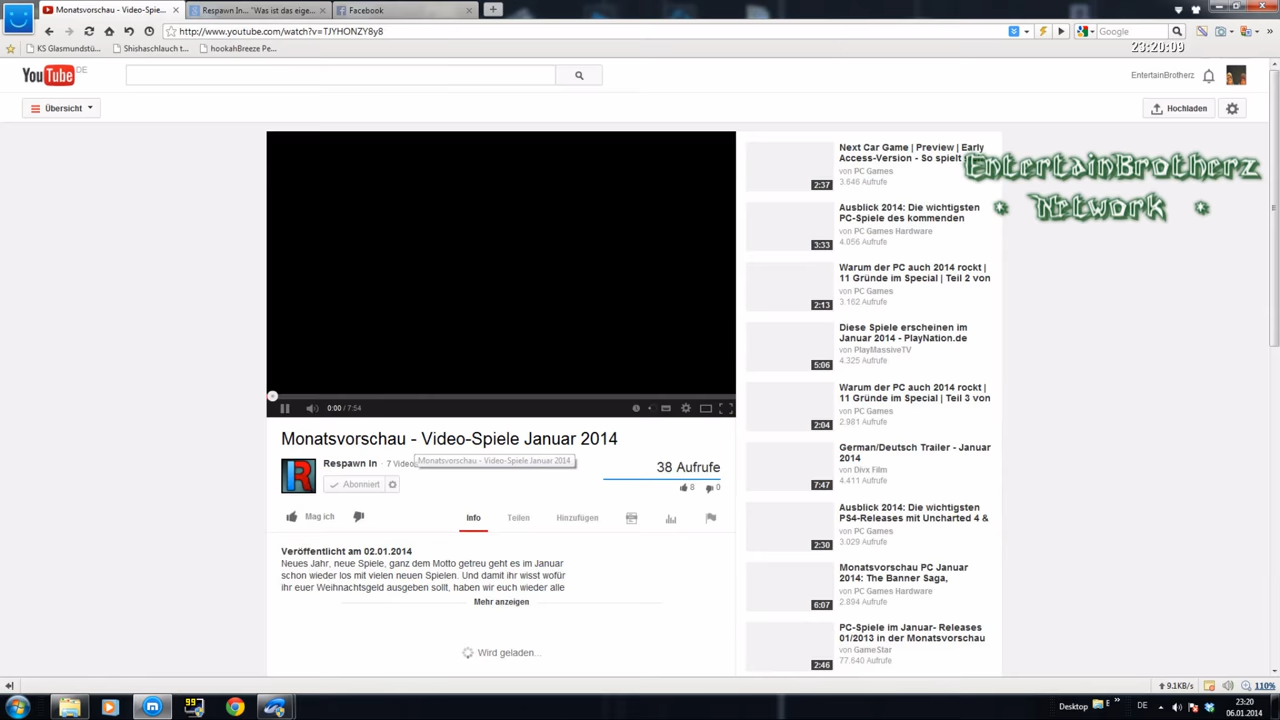 Monatsvorschau - Video-Spie...
Respawn In... "Was ist das eige...
Facebook
http://www.youtube.com/watch?v=TJYHONZY8y8
Google
KS Glasmundstü...
Shishaschlauch t...
hookahBreeze Pe...
23:20:09
YouTube DE
EntertainBrotherz
Übersicht
Hochladen
EntertainBrotherz
* Network *
Next Car Game | Preview | Early
Access-Version - So spielt
von PC Games
3.646 Aufrufe
2:37
Ausblick 2014: Die wichtigsten
PC-Spiele des kommenden
von PC Games Hardware
4.056 Aufrufe
3:33
Warum der PC auch 2014 rockt |
11 Gründe im Special | Teil 2 von
von PC Games
3.162 Aufrufe
2:13
Diese Spiele erscheinen im
Januar 2014 - PlayNation.de
von PlayMassiveTV
4.325 Aufrufe
5:06
Warum der PC auch 2014 rockt |
11 Gründe im Special | Teil 3 von
von PC Games
2.981 Aufrufe
2:04
German/Deutsch Trailer - Januar
2014
von Divx Film
4.411 Aufrufe
7:47
Ausblick 2014: Die wichtigsten
PS4-Releases mit Uncharted 4 &
von PC Games
3.029 Aufrufe
2:30
Monatsvorschau PC Januar
2014: The Banner Saga,
von PC Games Hardware
2.894 Aufrufe
6:07
PC-Spiele im Januar- Releases
01/2013 in der Monatsvorschau
von GameStar
77.640 Aufrufe
2:46
0:00 / 7:54
Monatsvorschau - Video-Spiele Januar 2014
Respawn In · 7 Videos
Monatsvorschau - Video-Spiele Januar 2014
Abonniert
38 Aufrufe
8 0
Mag ich
Info
Teilen
Hinzufügen
Veröffentlicht am 02.01.2014
Neues Jahr, neue Spiele, ganz dem Motto getreu geht es im Januar
schon wieder los mit vielen neuen Spielen. Und damit ihr wisst wofür
ihr euer Weihnachtsgeld ausgeben sollt, haben wir euch wieder alle
Mehr anzeigen
Wird geladen...
9.1KB/s
110%
99
Desktop
E
DE
23:20
06.01.2014